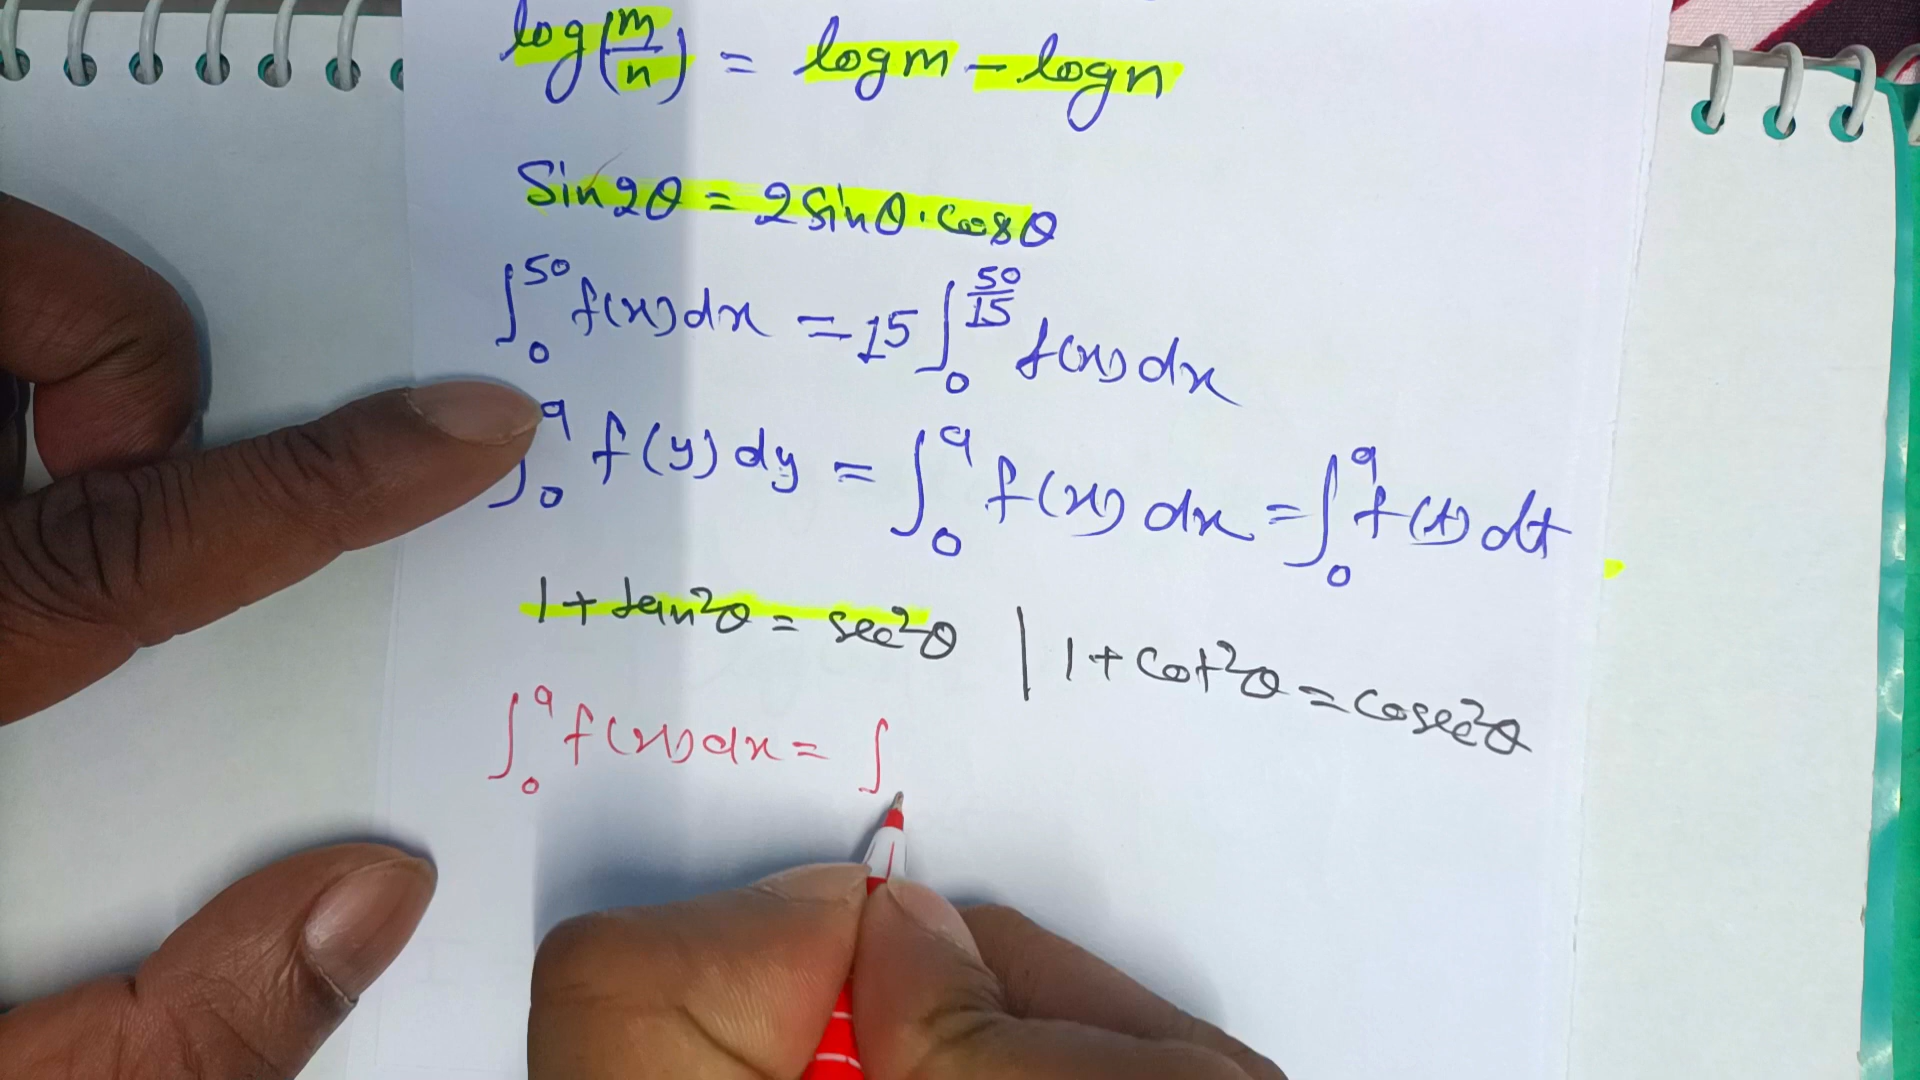 log(m/n) = log m - log n
Sin2θ = 2Sinθ.Cosθ
∫₀⁵⁰ f(x)dx = 15 ∫₀^(50/15) f(x)dx
∫₀ᵃ f(y)dy = ∫₀ᵃ f(x)dx = ∫₀ᵃ f(t)dt
1+tan²θ = sec²θ | 1+Cot²θ = Cosec²θ
∫₀ᵃ f(x)dx = ∫